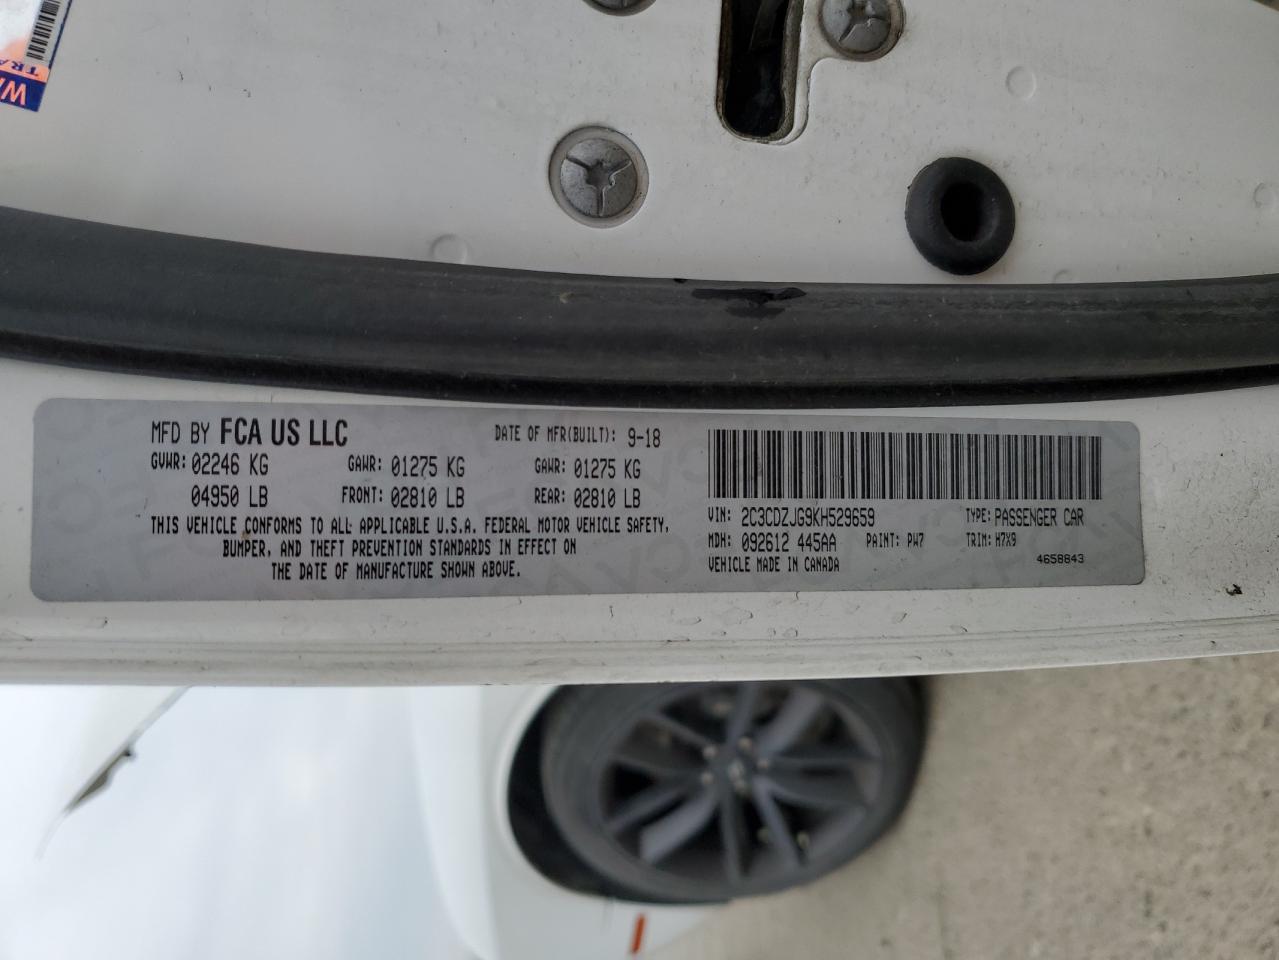 MFD BY FCA US LLC DATE OF MFR(BUILT): 9-18
GVWR: 02246 KG GAWR: 01275 KG GAWR: 01275 KG
04950 LB FRONT: 02810 LB REAR: 02810 LB
THIS VEHICLE CONFORMS TO ALL APPLICABLE U.S.A. FEDERAL MOTOR VEHICLE SAFETY,
BUMPER, AND THEFT PREVENTION STANDARDS IN EFFECT ON
THE DATE OF MANUFACTURE SHOWN ABOVE.
VIN: 2C3CDZJG9KH529659 TYPE: PASSENGER CAR
MDH: 092612 445AA PAINT: PW7 TRIM: H7X9
VEHICLE MADE IN CANADA 4658843